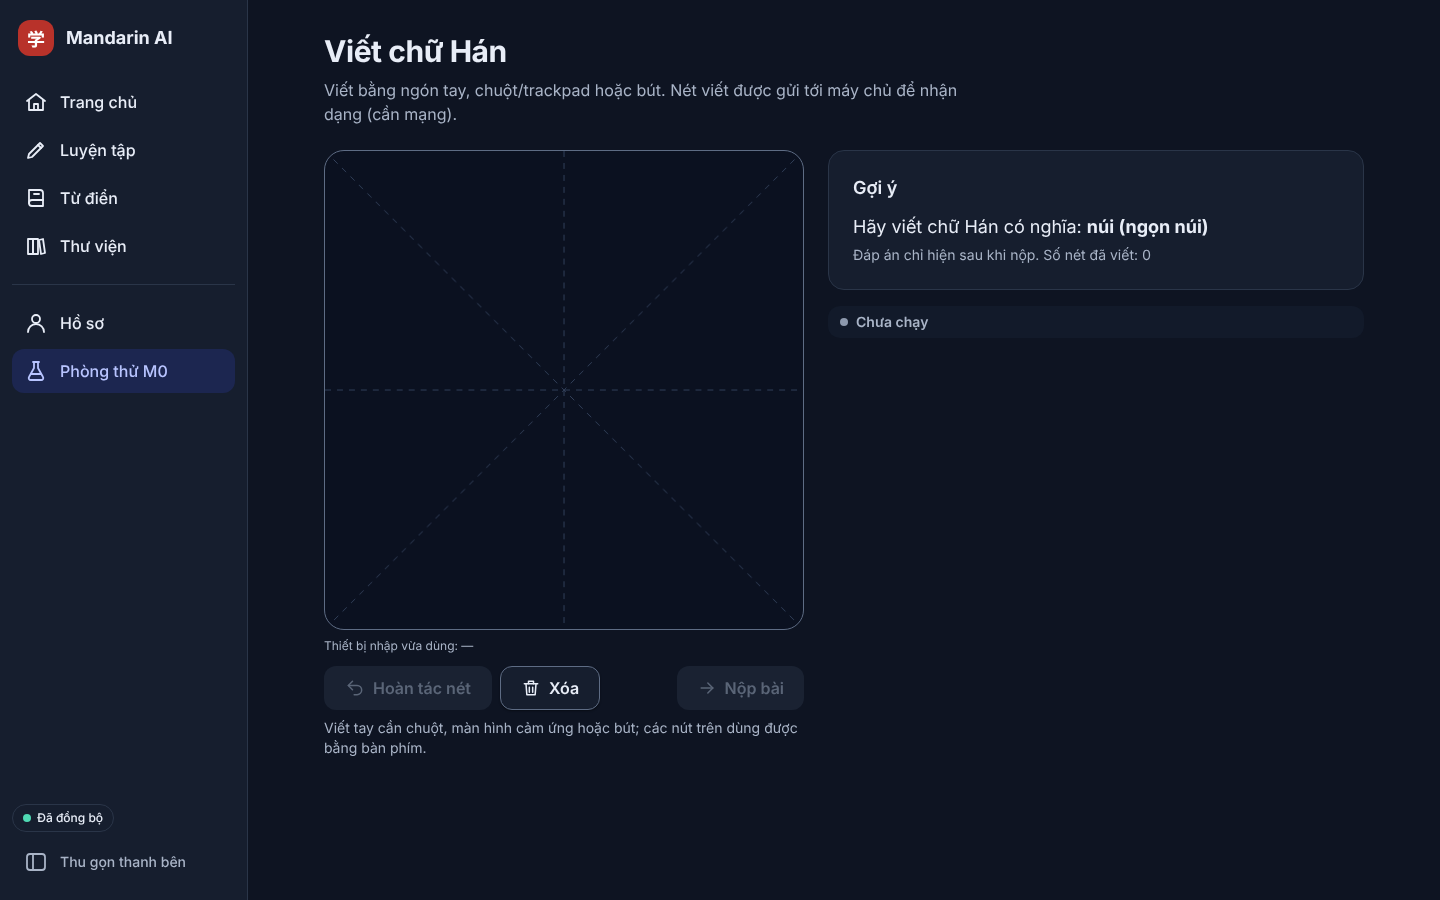 学 Mandarin AI
Trang chủ
Luyện tập
Từ điển
Thư viện
Hồ sơ
Phòng thử M0
Đã đồng bộ
Thu gọn thanh bên
Viết chữ Hán
Viết bằng ngón tay, chuột/trackpad hoặc bút. Nét viết được gửi tới máy chủ để nhận
dạng (cần mạng).
Thiết bị nhập vừa dùng: —
Hoàn tác nét
Xóa
Nộp bài
Viết tay cần chuột, màn hình cảm ứng hoặc bút; các nút trên dùng được
bằng bàn phím.
Gợi ý
Hãy viết chữ Hán có nghĩa: núi (ngọn núi)
Đáp án chỉ hiện sau khi nộp. Số nét đã viết: 0
Chưa chạy